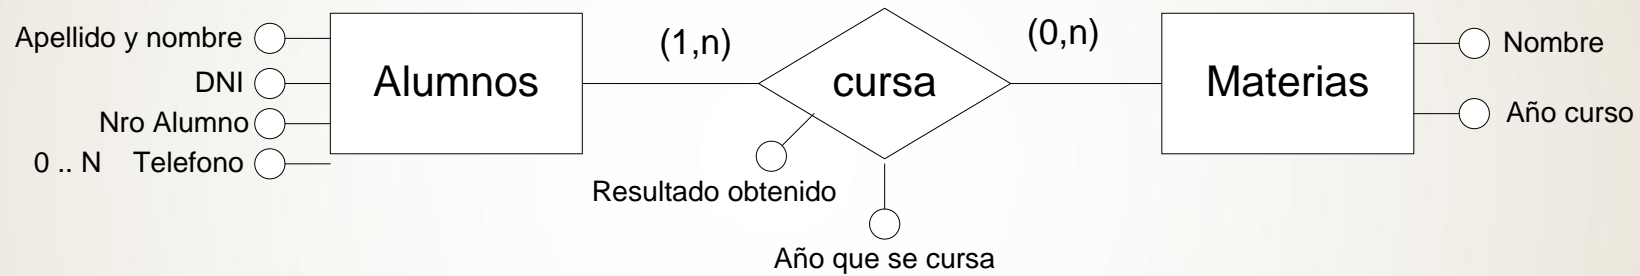 Apellido y nombre
DNI
Nro Alumno
0 .. N Telefono
Alumnos
(1,n)
cursa
Resultado obtenido
Año que se cursa
(0,n)
Materias
Nombre
Año curso